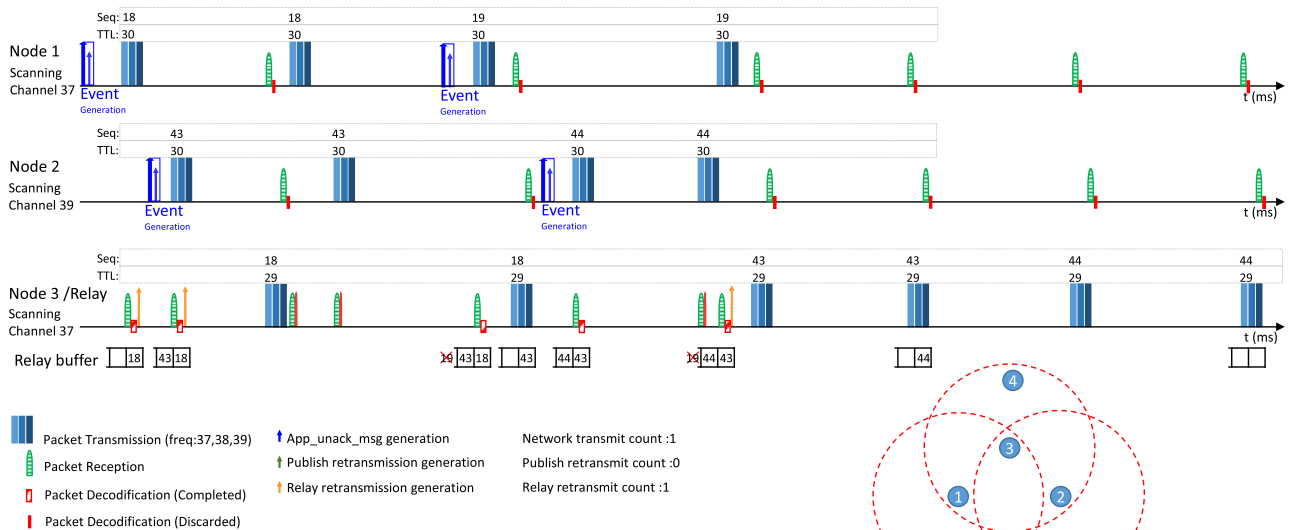 Seq: 18 18 19 19
TTL: 30 30 30 30
Node 1
Scanning
Channel 37
Event
Generation
Event
Generation
t (ms)
Seq: 43 43 44 44
TTL: 30 30 30 30
Node 2
Scanning
Channel 39
Event
Generation
Event
Generation
t (ms)
Seq: 18 18 43 43 44 44
TTL: 29 29 29 29 29 29
Node 3 /Relay
Scanning
Channel 37
t (ms)
Relay buffer 18 43 18 19 43 18 43 44 43 19 44 43 44
4
3
1 2
Packet Transmission (freq:37,38,39)
Packet Reception
Packet Decodification (Completed)
Packet Decodification (Discarded)
App_unack_msg generation
Publish retransmission generation
Relay retransmission generation
Network transmit count :1
Publish retransmit count :0
Relay retransmit count :1